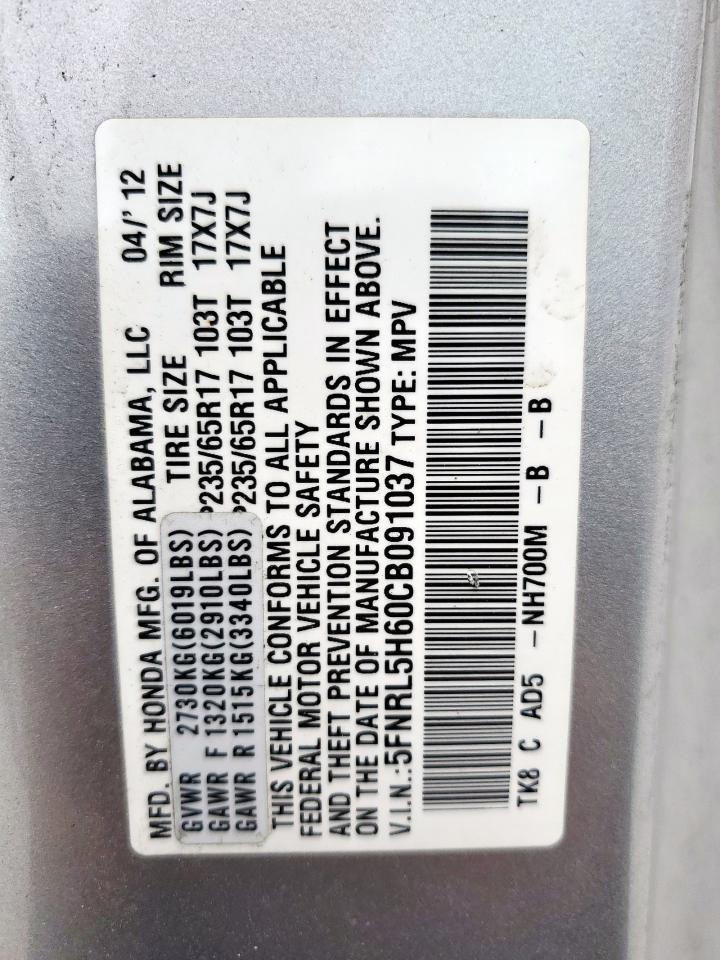 MFD. BY HONDA MFG. OF ALABAMA, LLC 04/' 12
TIRE SIZE RIM SIZE
GVWR 2730KG(6019LBS)
GAWR F 1320KG(2910LBS) P235/65R17 103T 17X7J
GAWR R 1515KG(3340LBS) P235/65R17 103T 17X7J
THIS VEHICLE CONFORMS TO ALL APPLICABLE
FEDERAL MOTOR VEHICLE SAFETY
AND THEFT PREVENTION STANDARDS IN EFFECT
ON THE DATE OF MANUFACTURE SHOWN ABOVE.
V.I.N.:5FNRL5H60CB091037 TYPE: MPV
TK8 C AD5 -NH700M -B -B